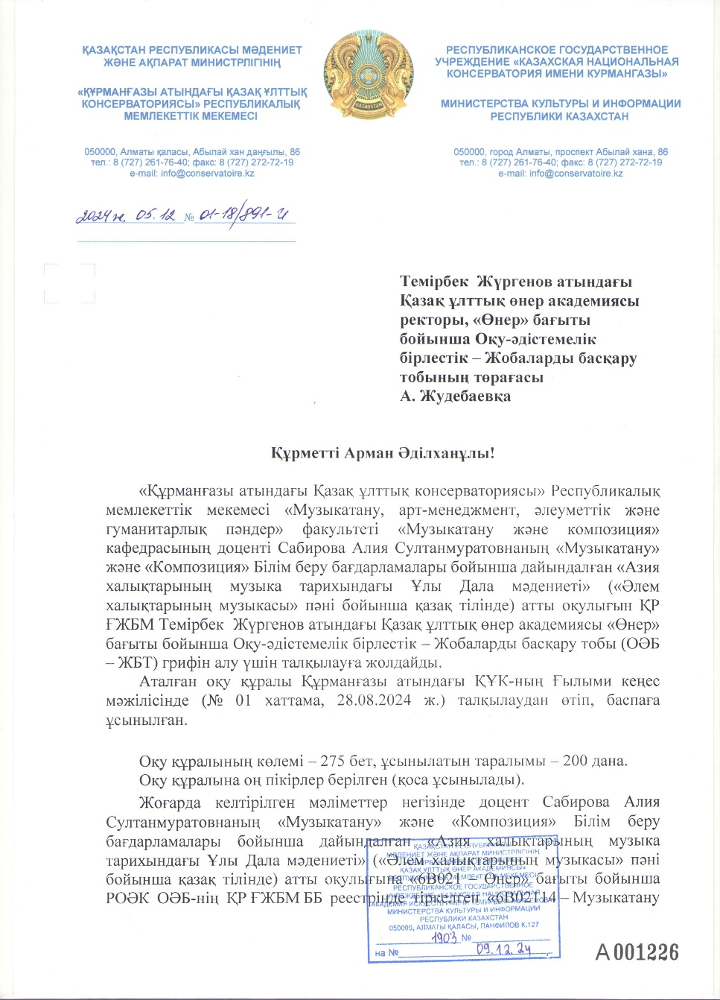 ҚАЗАҚСТАН РЕСПУБЛИКАСЫ МӘДЕНИЕТ
ЖӘНЕ АҚПАРАТ МИНИСТРЛІГІНІҢ
«ҚҰРМАНҒАЗЫ АТЫНДАҒЫ ҚАЗАҚ ҰЛТТЫҚ
КОНСЕРВАТОРИЯСЫ» РЕСПУБЛИКАЛЫҚ
МЕМЛЕКЕТТІК МЕКЕМЕСІ
050000, Алматы қаласы, Абылай хан даңғылы, 86
тел.: 8 (727) 261-76-40; факс: 8 (727) 272-72-19
e-mail: info@conservatoire.kz
QAZAQSTAN
РЕСПУБЛИКАНСКОЕ ГОСУДАРСТВЕННОЕ
УЧРЕЖДЕНИЕ «КАЗАХСКАЯ НАЦИОНАЛЬНАЯ
КОНСЕРВАТОРИЯ ИМЕНИ КУРМАНГАЗЫ»
МИНИСТЕРСТВА КУЛЬТУРЫ И ИНФОРМАЦИИ
РЕСПУБЛИКИ КАЗАХСТАН
050000, город Алматы, проспект Абылай хана, 86
тел.: 8 (727) 261-76-40; факс: 8 (727) 272-72-19
e-mail: info@conservatoire.kz
2024 ж. 05.12 № 01-18/891-И
Темірбек Жүргенов атындағы
Қазақ ұлттық өнер академиясы
ректоры, «Өнер» бағыты
бойынша Оқу-әдістемелік
бірлестік – Жобаларды басқару
тобының төрағасы
А. Жудебаевқа
Құрметті Арман Әділханұлы!
«Құрманғазы атындағы Қазақ ұлттық консерваториясы» Республикалық
мемлекеттік мекемесі «Музыкатану, арт-менеджмент, әлеуметтік және
гуманитарлық пәндер» факультеті «Музыкатану және композиция»
кафедрасының доценті Сабирова Алия Султанмуратовнаның «Музыкатану»
және «Композиция» Білім беру бағдарламалары бойынша дайындалған «Азия
халықтарының музыка тарихындағы Ұлы Дала мәдениеті» («Әлем
халықтарының музыкасы» пәні бойынша қазақ тілінде) атты оқулығын ҚР
ҒЖБМ Темірбек Жүргенов атындағы Қазақ ұлттық өнер академиясы «Өнер»
бағыты бойынша Оқу-әдістемелік бірлестік – Жобаларды басқару тобы (ОӘБ
– ЖБТ) грифін алу үшін талқылауға жолдайды.
Аталған оқу құралы Құрманғазы атындағы ҚҰК-ның Ғылыми кеңес
мәжілісінде (№ 01 хаттама, 28.08.2024 ж.) талқылаудан өтіп, баспаға
ұсынылған.
Оқу құралының көлемі – 275 бет, ұсынылатын таралымы – 200 дана.
Оқу құралына оң пікірлер берілген (қоса ұсынылады).
Жоғарда келтірілген мәліметтер негізінде доцент Сабирова Алия
Султанмуратовнаның «Музыкатану» және «Композиция» Білім беру
бағдарламалары бойынша дайындалған «Азия халықтарының музыка
тарихындағы Ұлы Дала мәдениеті» («Әлем халықтарының музыкасы» пәні
бойынша қазақ тілінде) атты оқулығына «6В021 – Өнер» бағыты бойынша
РОӘК ОӘБ-нің ҚР ҒЖБМ ББ реестрінде тіркелген «6В02114 – Музыкатану
МӘДЕНИЕТ ЖӘНЕ АҚПАРАТ МИНИСТРЛІГІНІҢ
ҚАЗАҚ ҰЛТТЫҚ ӨНЕР АКАДЕМИЯСЫ»
РЕСПУБЛИКАНСКОЕ ГОСУДАРСТВЕННОЕ
МИНИСТЕРСТВА КУЛЬТУРЫ И ИНФОРМАЦИИ
РЕСПУБЛИКИ КАЗАХСТАН
050000, АЛМАТЫ ҚАЛАСЫ, ПАНФИЛОВ К.127
1903 №
на № 09.12.24
А 001226